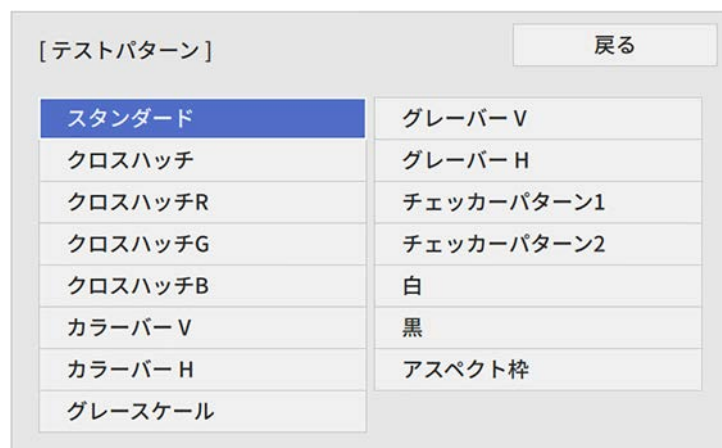 [ テストパターン ]
戻る
スタンダード
クロスハッチ
クロスハッチR
クロスハッチG
クロスハッチB
カラーバー V
カラーバー H
グレースケール
グレーバー V
グレーバー H
チェッカーパターン1
チェッカーパターン2
白
黒
アスペクト枠